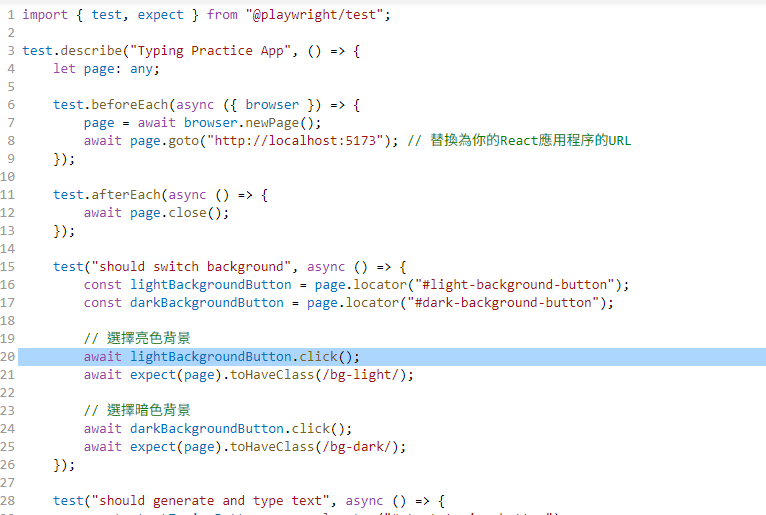 1 import { test, expect } from "@playwright/test";
2
3 test.describe("Typing Practice App", () => {
4     let page: any;
5
6     test.beforeEach(async ({ browser }) => {
7         page = await browser.newPage();
8         await page.goto("http://localhost:5173"); // 替換為你的React應用程序的URL
9     });
10
11     test.afterEach(async () => {
12         await page.close();
13     });
14
15     test("should switch background", async () => {
16         const lightBackgroundButton = page.locator("#light-background-button");
17         const darkBackgroundButton = page.locator("#dark-background-button");
18
19         // 選擇亮色背景
20         await lightBackgroundButton.click();
21         await expect(page).toHaveClass(/bg-light/);
22
23         // 選擇暗色背景
24         await darkBackgroundButton.click();
25         await expect(page).toHaveClass(/bg-dark/);
26     });
27
28     test("should generate and type text", async () => {